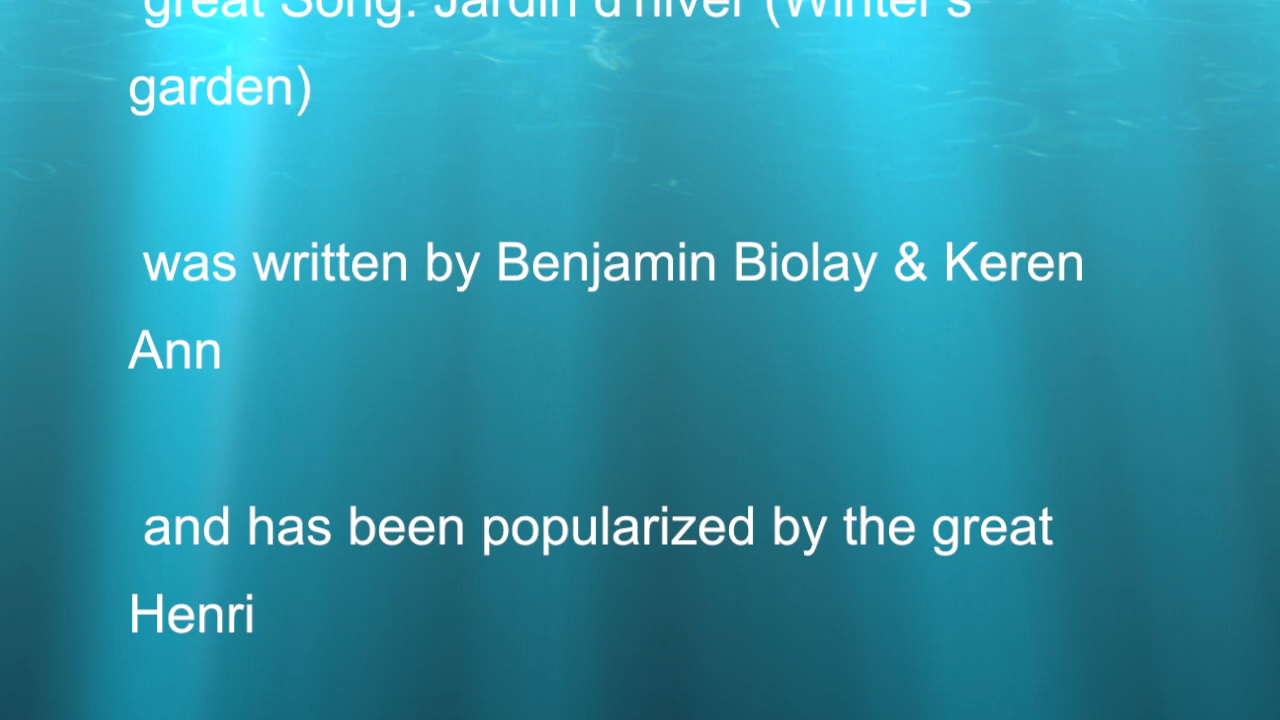 great Song: Jardin d'hiver (Winter's
garden)
was written by Benjamin Biolay & Keren
Ann
and has been popularized by the great
Henri